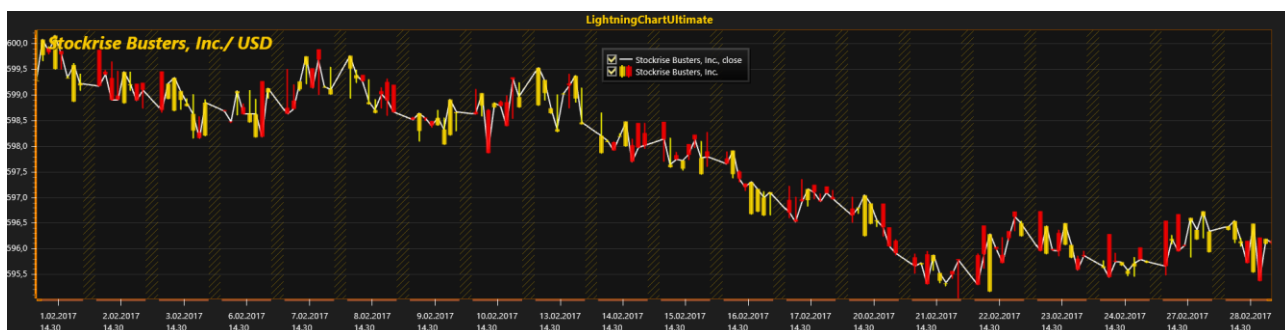 LightningChartUltimate
Stockrise Busters, Inc./ USD
Stockrise Busters, Inc., close
Stockrise Busters, Inc.
600,0
599,5
599,0
598,5
598,0
597,5
597,0
596,5
596,0
595,5
1.02.2017 2.02.2017 3.02.2017 6.02.2017 7.02.2017 8.02.2017 9.02.2017 10.02.2017 13.02.2017 14.02.2017 15.02.2017 16.02.2017 17.02.2017 20.02.2017 21.02.2017 22.02.2017 23.02.2017 24.02.2017 27.02.2017 28.02.2017
14.30 14.30 14.30 14.30 14.30 14.30 14.30 14.30 14.30 14.30 14.30 14.30 14.30 14.30 14.30 14.30 14.30 14.30 14.30 14.30